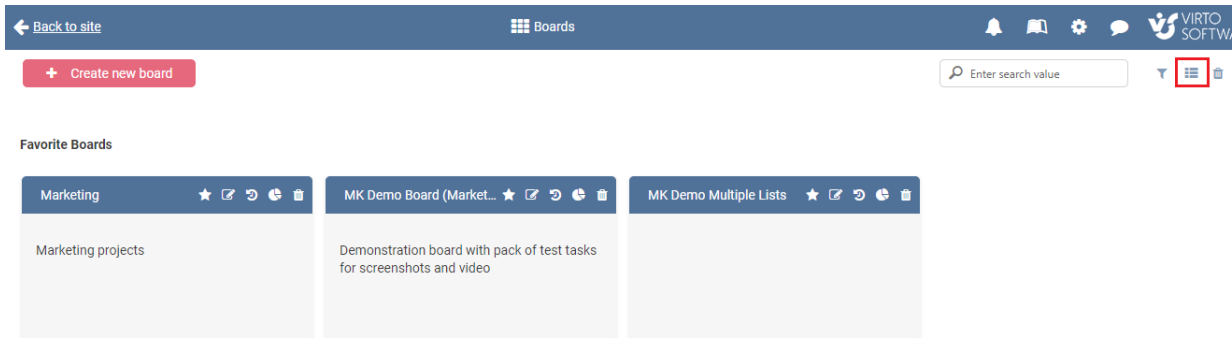 Back to site
Boards
VIRTO
Create new board
Enter search value
Favorite Boards
Marketing
MK Demo Board (Market...
MK Demo Multiple Lists
Marketing projects
Demonstration board with pack of test tasks
for screenshots and video